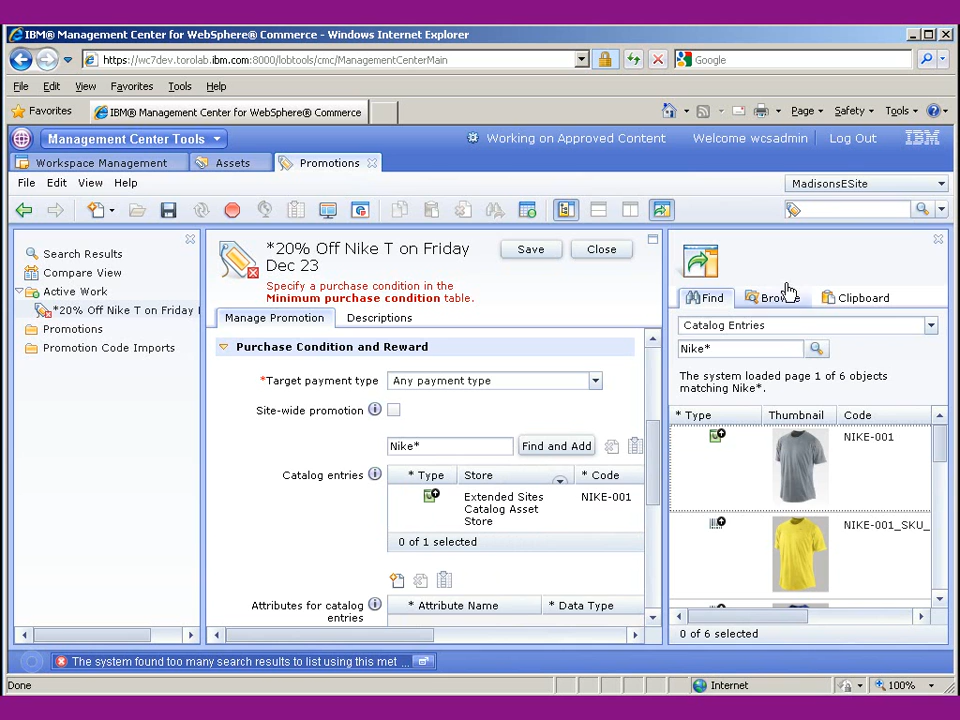 IBM® Management Center for WebSphere® Commerce - Windows Internet Explorer
https://wc7dev.torolab.ibm.com:8000/lobtools/cmc/ManagementCenterMain
Google
File Edit View Favorites Tools Help
Favorites
IBM® Management Center for WebSphere® Commerce
Page Safety Tools
Management Center Tools
Working on Approved Content
Welcome wcsadmin
Log Out
IBM
Workspace Management
Assets
Promotions
File Edit View Help
MadisonsESite
Search Results
Compare View
Active Work
*20% Off Nike T on Friday
Promotions
Promotion Code Imports
*20% Off Nike T on Friday
Dec 23
Save
Close
Specify a purchase condition in the
Minimum purchase condition table.
Manage Promotion
Descriptions
Purchase Condition and Reward
*Target payment type
Any payment type
Site-wide promotion
Nike*
Find and Add
Catalog entries
* Type
Store
* Code
Extended Sites
Catalog Asset
Store
NIKE-001
0 of 1 selected
Attributes for catalog
entries
* Attribute Name
* Data Type
Find
Clipboard
Catalog Entries
Nike*
The system loaded page 1 of 6 objects
matching Nike*.
* Type
Thumbnail
Code
NIKE-001
NIKE-001_SKU_
0 of 6 selected
The system found too many search results to list using this met ...
Done
Internet
100%